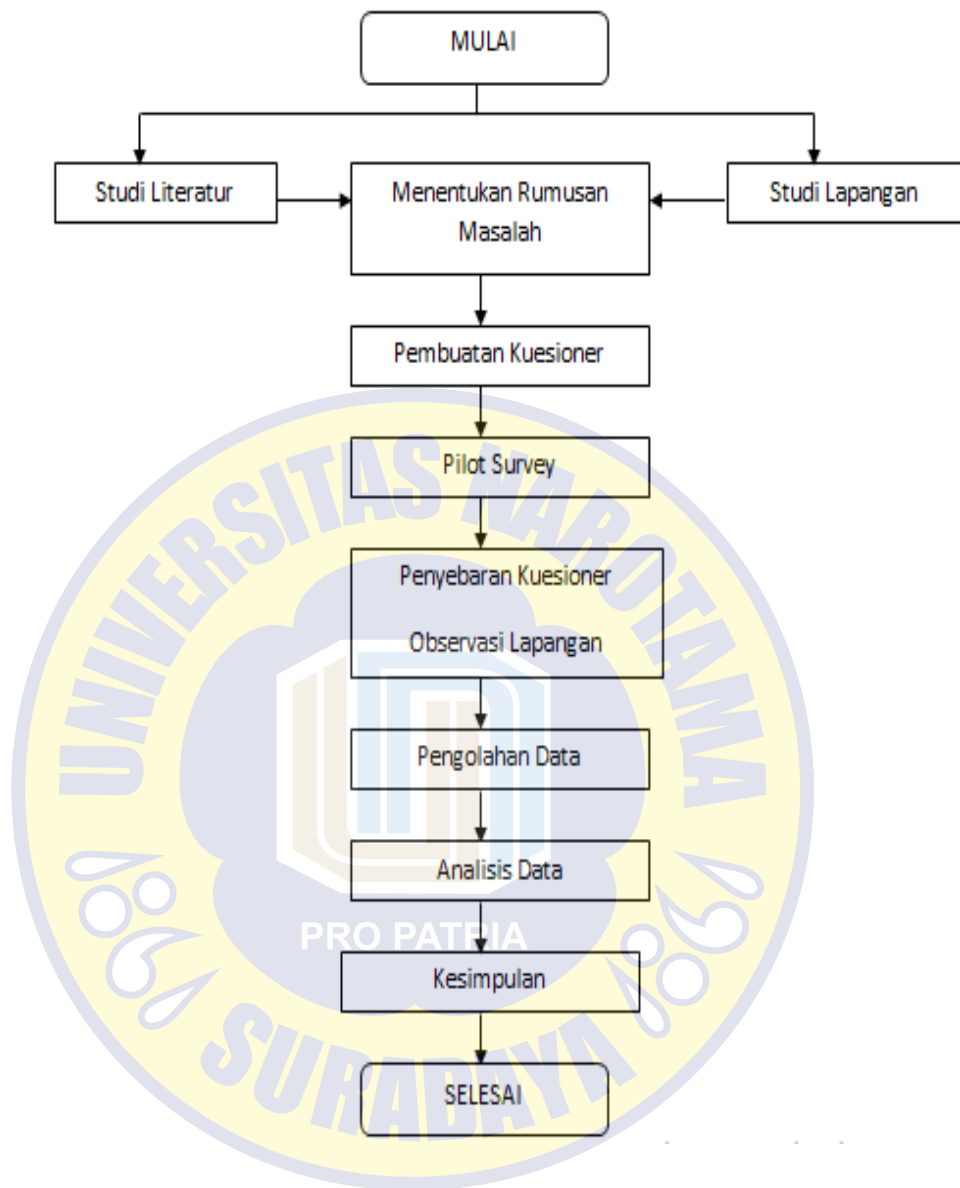 MULAI
Studi Literatur
Menentukan Rumusan
Masalah
Studi Lapangan
Pembuatan Kuesioner
Pilot Survey
Penyebaran Kuesioner
Observasi Lapangan
Pengolahan Data
Analisis Data
Kesimpulan
SELESAI
UNIVERSITAS NAROTAMA
PRO PATRIA
SURABAYA